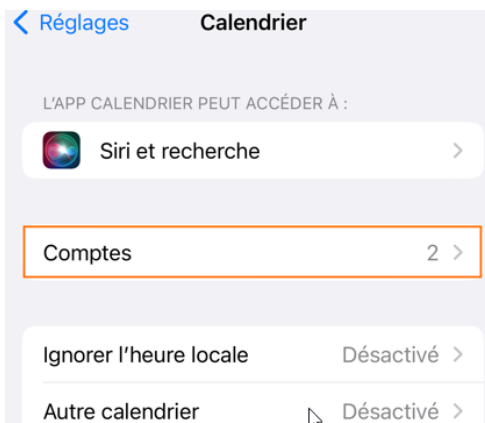 Réglages Calendrier
L'APP CALENDRIER PEUT ACCÉDER À :
Siri et recherche
Comptes 2
Ignorer l'heure locale Désactivé
Autre calendrier Désactivé